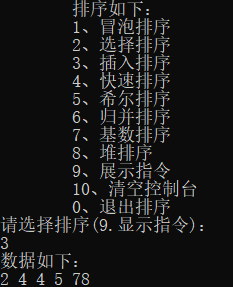 排序如下:
1、冒泡排序
2、选择排序
3、插入排序
4、快速排序
5、希尔排序
6、归并排序
7、基数排序
8、堆排序
9、展示指令
10、清空控制台
0、退出排序
请选择排序(9.显示指令):
3
数据如下:
2 4 4 5 78